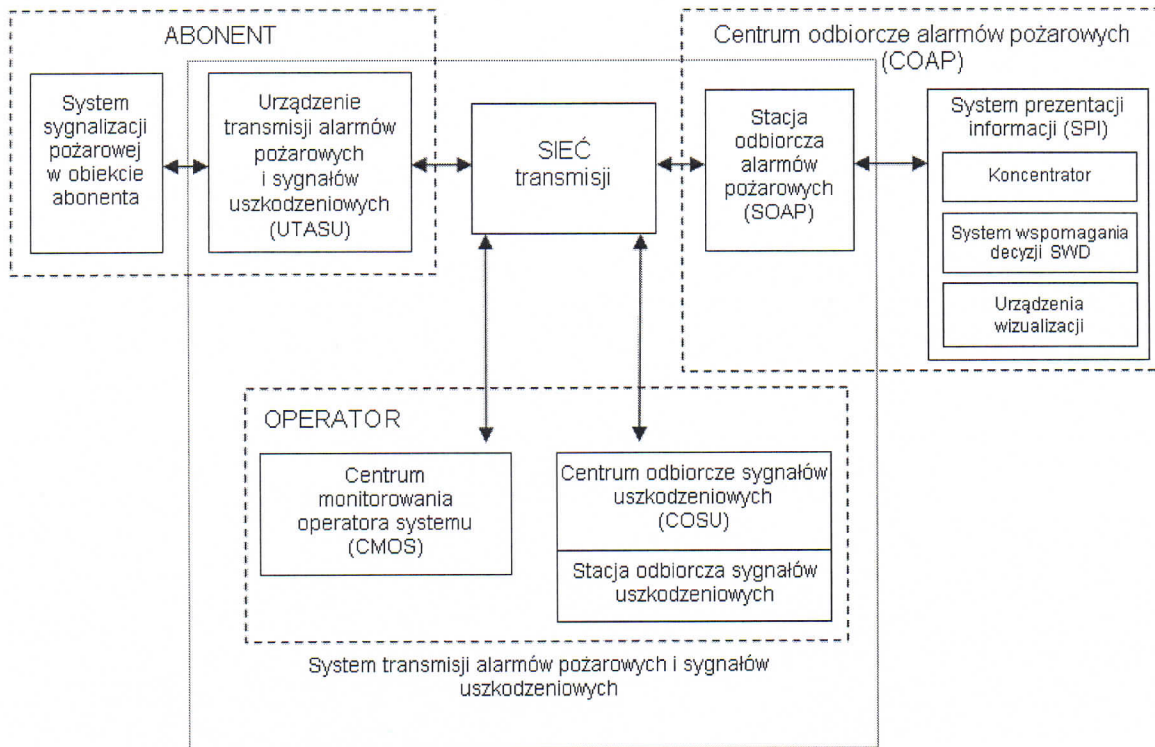 ABONENT
System
sygnalizacji
pożarowej
w obiekcie
abonenta
Urządzenie
transmisji alarmów
pożarowych
i sygnałów
uszkodzeniowych
(UTASU)
SIEĆ
transmisji
Centrum odbiorcze alarmów pożarowych
(COAP)
Stacja
odbiorcza
alarmów
pożarowych
(SOAP)
System prezentacji
informacji (SPI)
Koncentrator
System wspomagania
decyzji SWD
Urządzenia
wizualizacji
OPERATOR
Centrum
monitorowania
operatora systemu
(CMOS)
Centrum odbiorcze sygnałów
uszkodzeniowych
(COSU)
Stacja odbiorcza sygnałów
uszkodzeniowych
System transmisji alarmów pożarowych i sygnałów
uszkodzeniowych